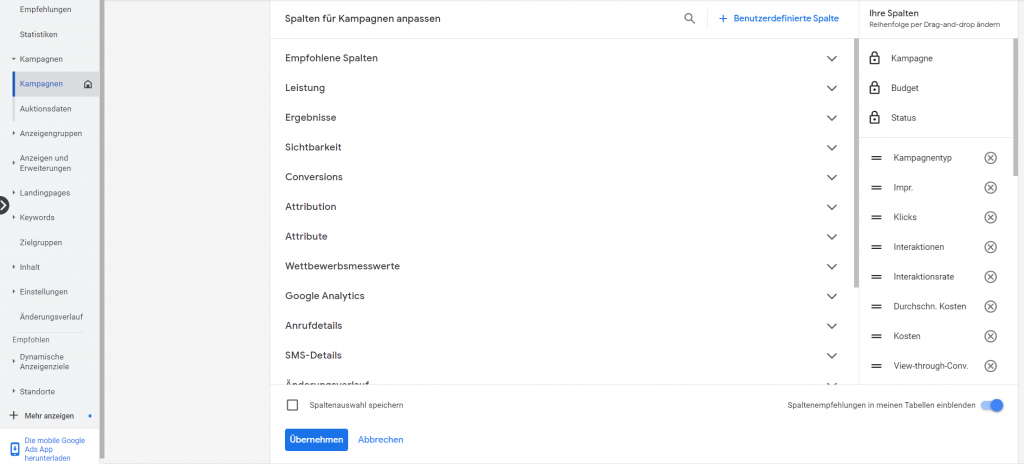 Empfehlungen
Statistiken
Kampagnen
Kampagnen
Auktionsdaten
Anzeigengruppen
Anzeigen und
Erweiterungen
Landingpages
Keywords
Zielgruppen
Inhalt
Einstellungen
Änderungsverlauf
Empfohlen
Dynamische
Anzeigenziele
Standorte
Mehr anzeigen
Die mobile Google
Ads App
herunterladen
Spalten für Kampagnen anpassen
Benutzerdefinierte Spalte
Empfohlene Spalten
Leistung
Ergebnisse
Sichtbarkeit
Conversions
Attribution
Attribute
Wettbewerbsmesswerte
Google Analytics
Anrufdetails
SMS-Details
Änderungsverlauf
Spaltenauswahl speichern
Spaltenempfehlungen in meinen Tabellen einblenden
Übernehmen
Abbrechen
Ihre Spalten
Reihenfolge per Drag-and-drop ändern
Kampagne
Budget
Status
Kampagnentyp
Impr.
Klicks
Interaktionen
Interaktionsrate
Durchschn. Kosten
Kosten
View-through-Conv.